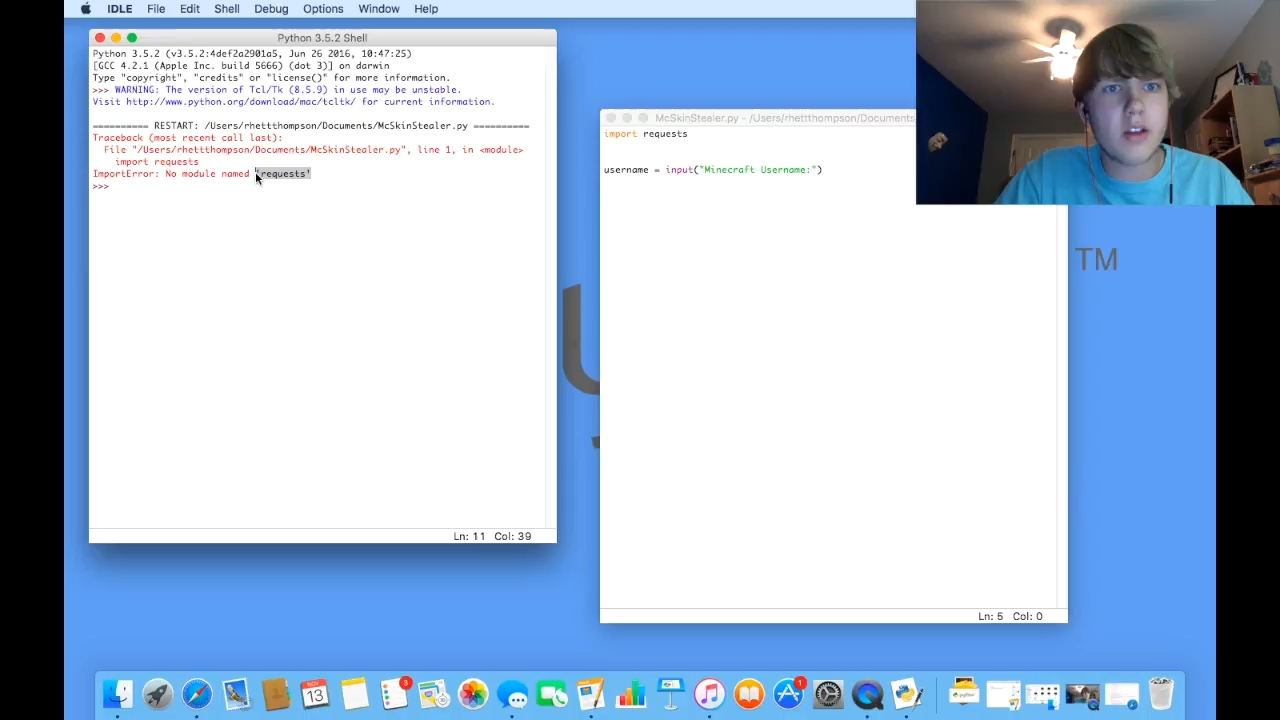 IDLE File Edit Shell Debug Options Window Help
Python 3.5.2 Shell
Python 3.5.2 (v3.5.2:4def2a2901a5, Jun 26 2016, 10:47:25)
[GCC 4.2.1 (Apple Inc. build 5666) (dot 3)] on darwin
Type "copyright", "credits" or "license()" for more information.
>>> WARNING: The version of Tcl/Tk (8.5.9) in use may be unstable.
Visit http://www.python.org/download/mac/tcltk/ for current information.
========== RESTART: /Users/rhettthompson/Documents/McSkinStealer.py ==========
Traceback (most recent call last):
File "/Users/rhettthompson/Documents/McSkinStealer.py", line 1, in <module>
import requests
ImportError: No module named 'requests'
>>>
Ln: 11 Col: 39
McSkinStealer.py - /Users/rhettthompson/Documents
import requests
username = input("Minecraft Username:")
Ln: 5 Col: 0
TM
3
NOV
13
1